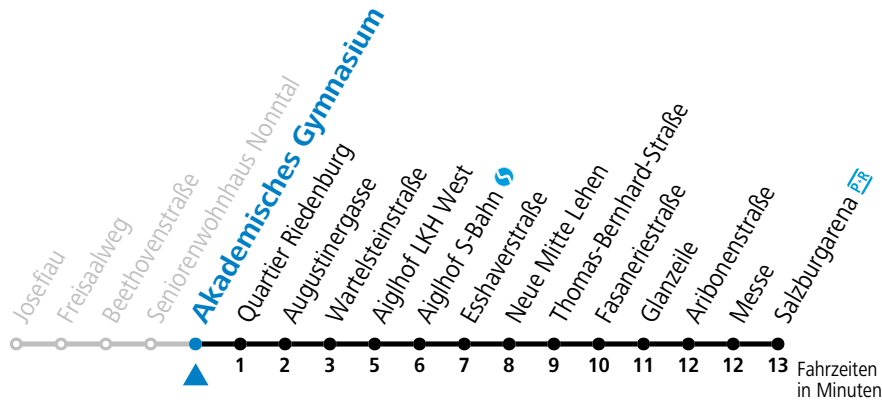 Josefiau
Freisaalweg
Beethovenstraße
Seniorenwohnhaus Nonntal
Akademisches Gymnasium
Quartier Riedenburg
Augustinergasse
Wartelsteinstraße
Aiglhof LKH West
Aiglhof S-Bahn S
Esshaverstraße
Neue Mitte Lehen
Thomas-Bernhard-Straße
Fasaneriestraße
Glanzeile
Aribonenstraße
Messe
Salzburgarena P+R
1 2 3 5 6 7 8 9 10 11 12 12 13
Fahrzeiten
in Minuten